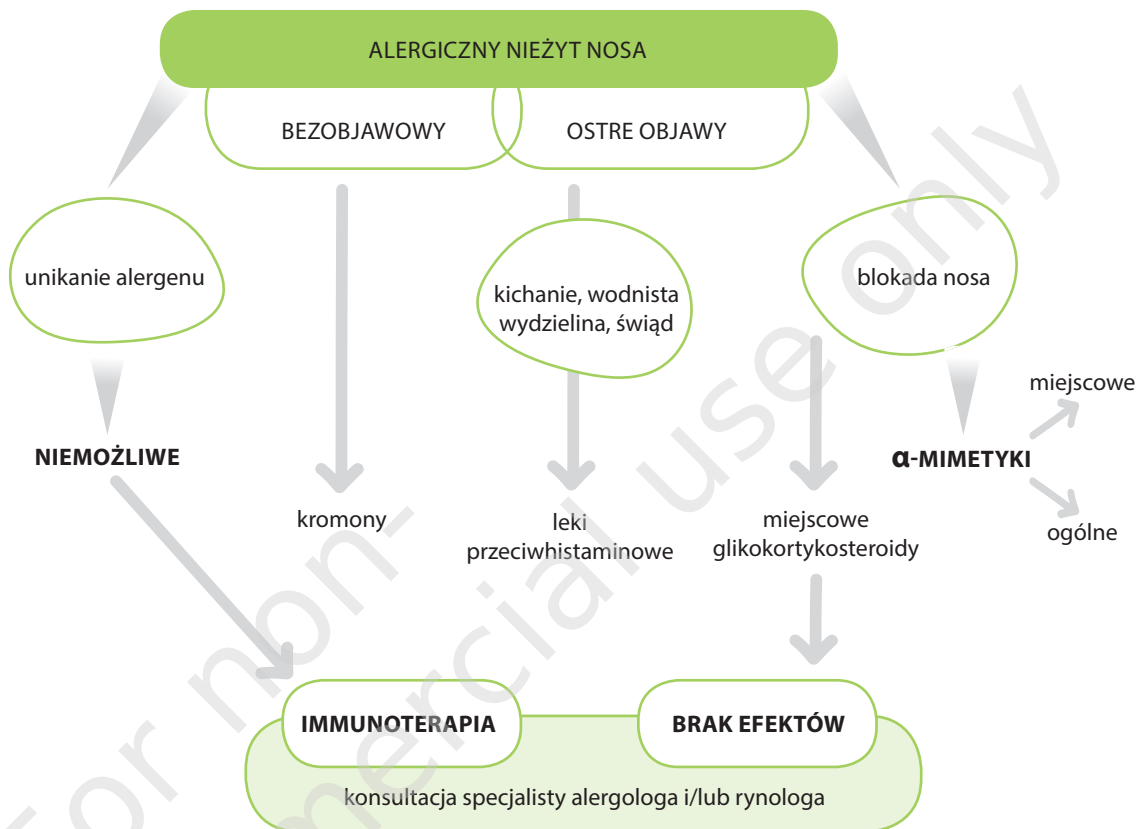 ALERGICZNY NIEŻYT NOSA
BEZOBJAWOWY
OSTRE OBJAWY
unikanie alergenu
kichanie, wodnista
wydzielina, świąd
blokada nosa
miejscowe
NIEMOŻLIWE
α-MIMETYKI
kromony
leki
przeciwhistaminowe
miejscowe
glikokortykosteroidy
ogólne
IMMUNOTERAPIA
BRAK EFEKTÓW
konsultacja specjalisty alergologa i/lub rynologa
For non-
mercial use only